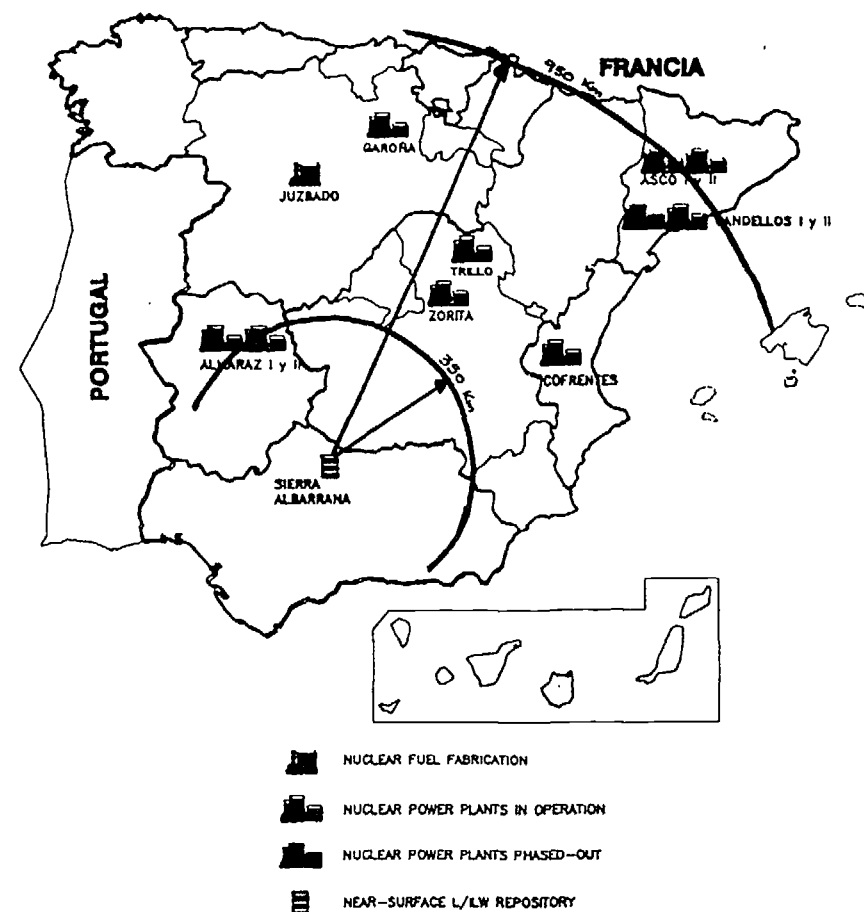 FRANCIA
950 Km
GAROÑA
JUZBADO
ASCO I y II
VANDELLOS I y II
TRILLO
ZORITA
PORTUGAL
ALMARAZ I y II
350 Km
COFRENTES
SIERRA
ALBARRANA
NUCLEAR FUEL FABRICATION
NUCLEAR POWER PLANTS IN OPERATION
NUCLEAR POWER PLANTS PHASED-OUT
NEAR-SURFACE L/ILW REPOSITORY